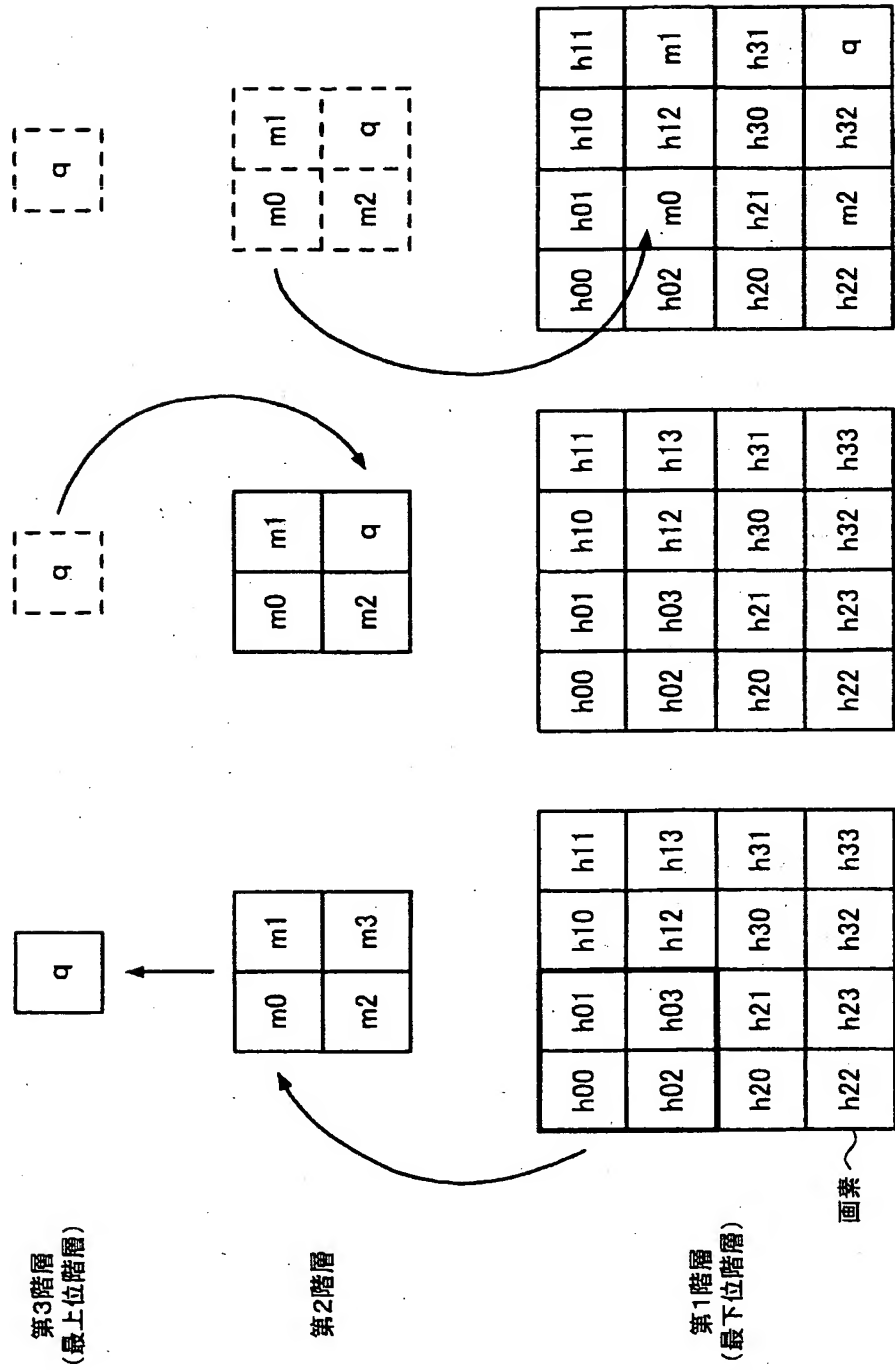 第3階層
(最上位階層)
q q q
第2階層
m0 m1 m0 m1 m0 m1
m2 m3 m2 q m2 q
第1階層
(最下位階層)
h00 h01 h10 h11 h00 h01 h10 h11 h00 h01 h10 h11
h02 h03 h12 h13 h02 h03 h12 h13 h02 m0 h12 m1
h20 h21 h30 h31 h20 h21 h30 h31 h20 h21 h30 h31
h22 h23 h32 h33 h22 h23 h32 h33 h22 m2 h32 q
画素